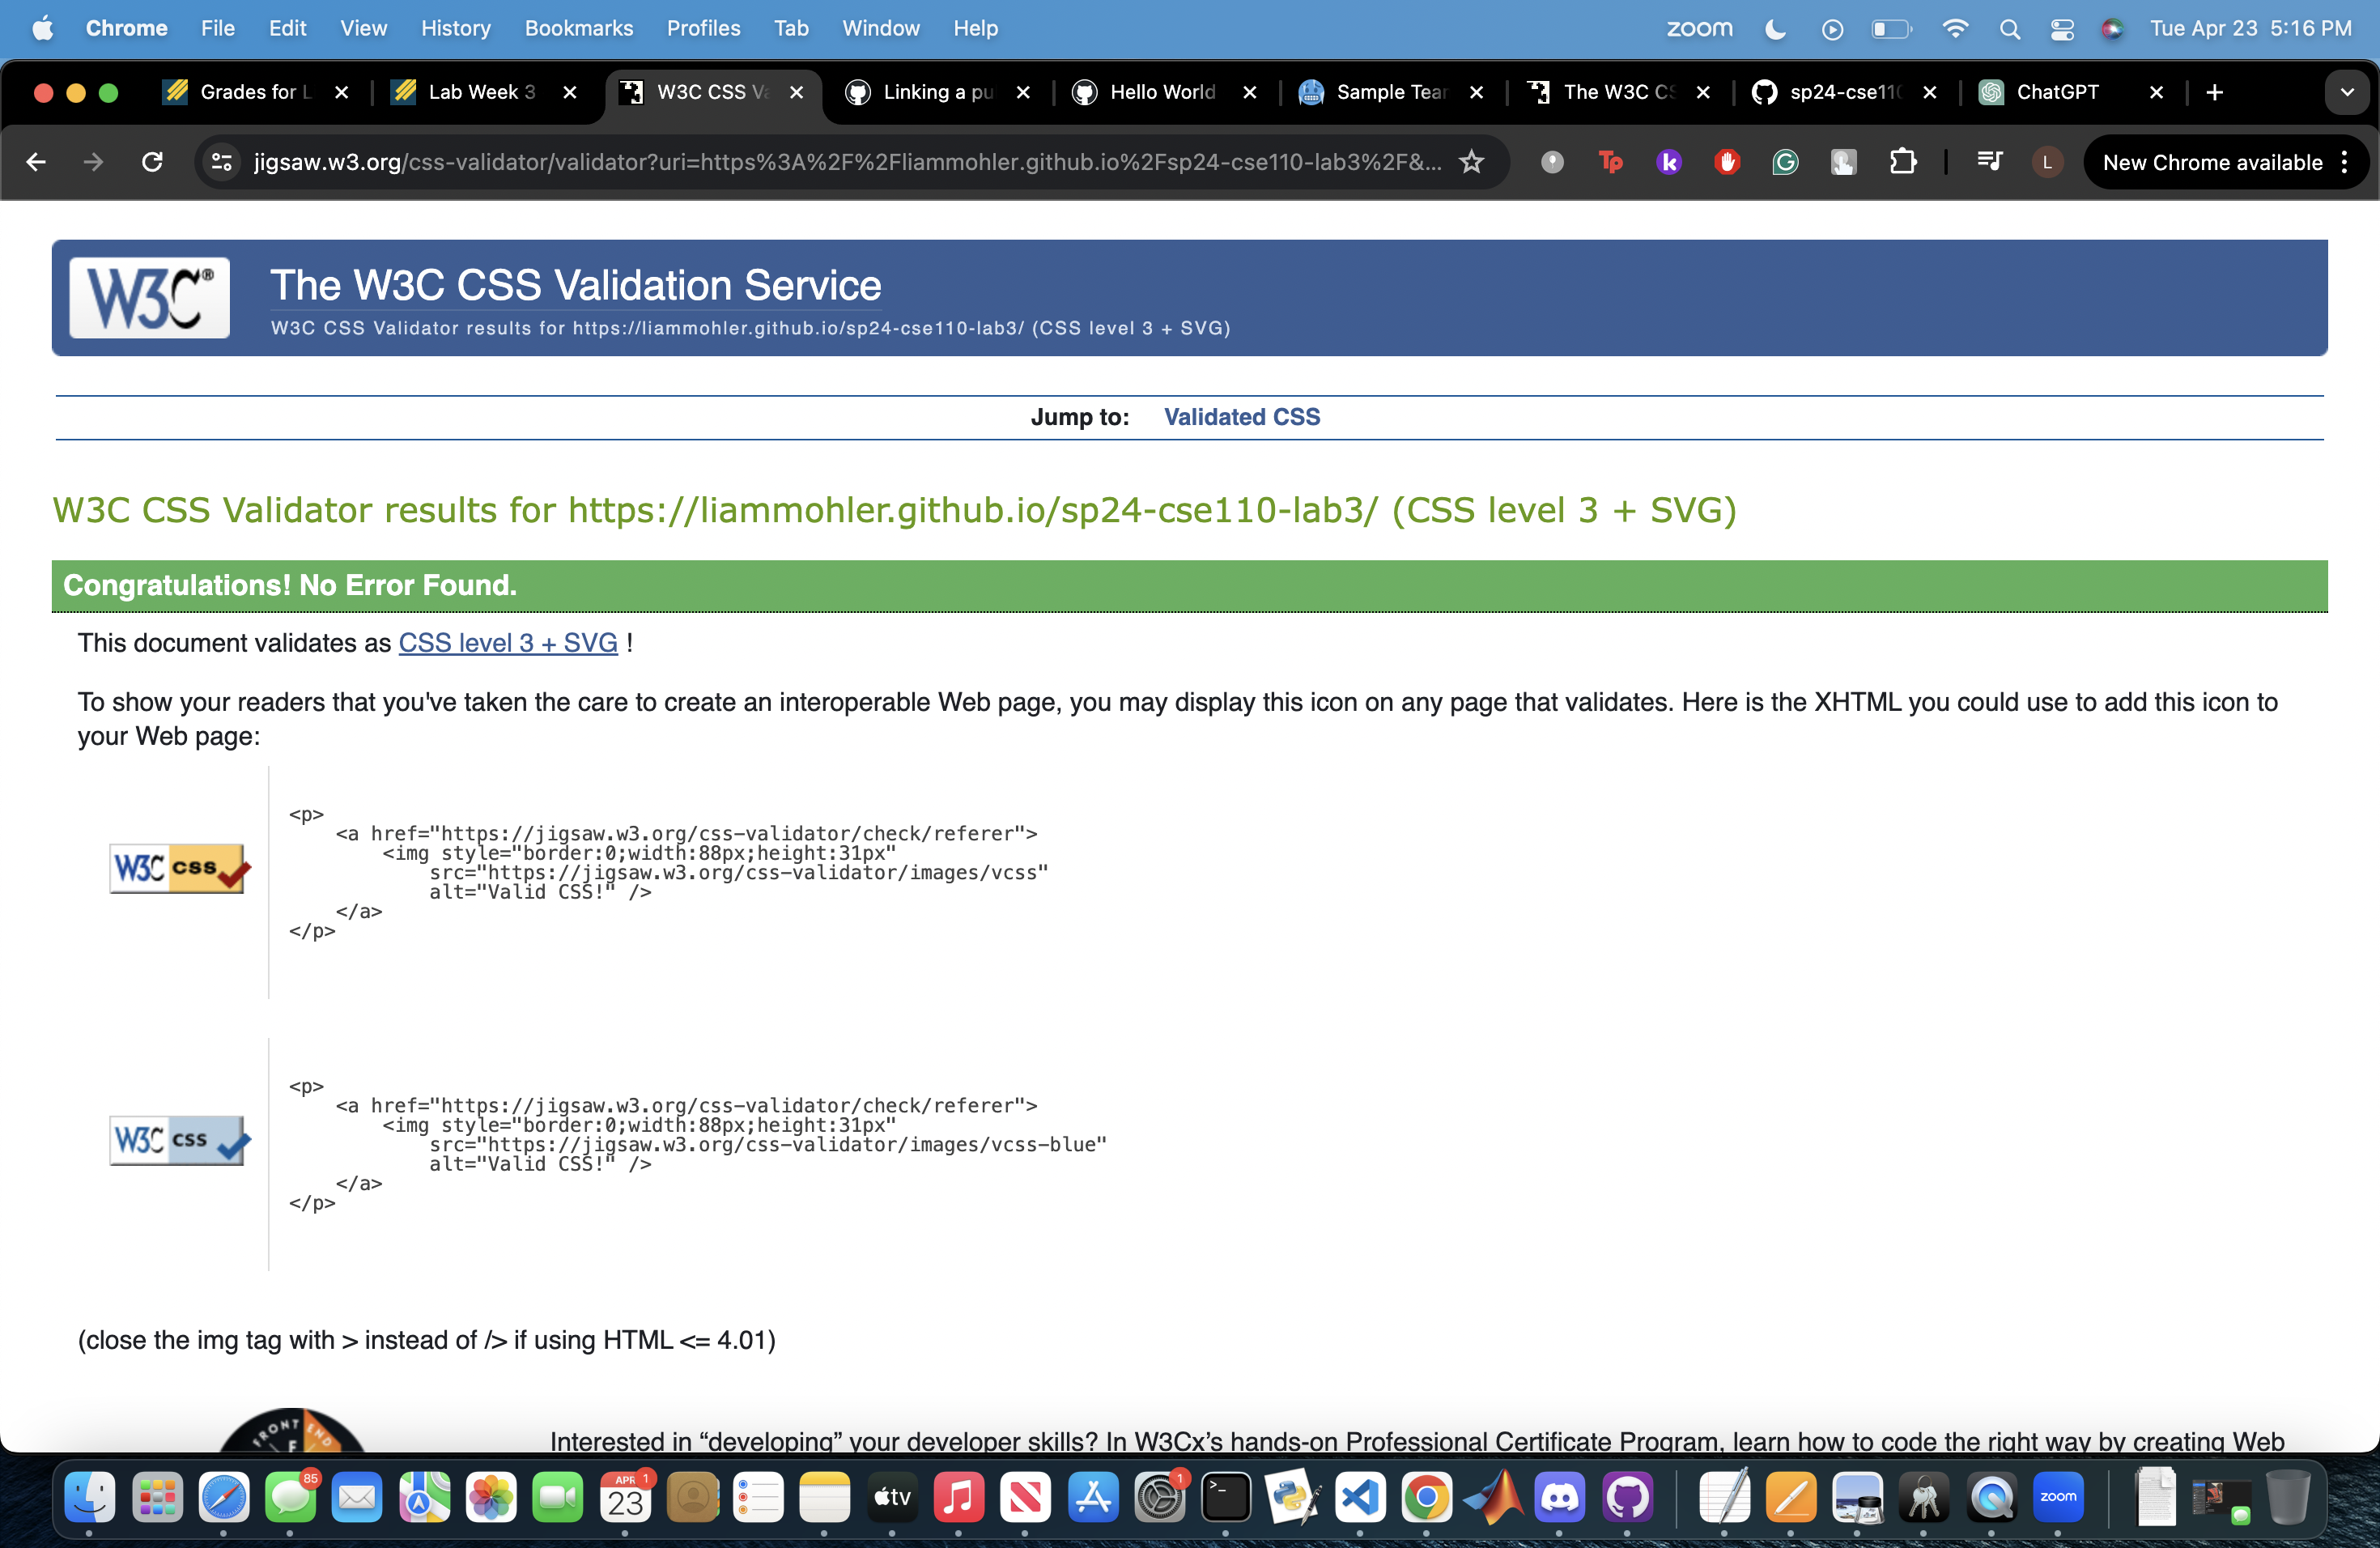 Chrome File Edit View History Bookmarks Profiles Tab Window Help zoom Tue Apr 23 5:16 PM
Grades for L Lab Week 3 W3C CSS Va Linking a pu Hello World Sample Tear The W3C CS sp24-cse110 ChatGPT
jigsaw.w3.org/css-validator/validator?uri=https%3A%2F%2Fliammohler.github.io%2Fsp24-cse110-lab3%2F&... Tp k L New Chrome available
W3C® The W3C CSS Validation Service
W3C CSS Validator results for https://liammohler.github.io/sp24-cse110-lab3/ (CSS level 3 + SVG)
Jump to: Validated CSS
W3C CSS Validator results for https://liammohler.github.io/sp24-cse110-lab3/ (CSS level 3 + SVG)
Congratulations! No Error Found.
This document validates as CSS level 3 + SVG !
To show your readers that you've taken the care to create an interoperable Web page, you may display this icon on any page that validates. Here is the XHTML you could use to add this icon to
your Web page:
W3C css
<p>
<a href="https://jigsaw.w3.org/css-validator/check/referer">
<img style="border:0;width:88px;height:31px"
src="https://jigsaw.w3.org/css-validator/images/vcss"
alt="Valid CSS!" />
</a>
</p>
W3C css
<p>
<a href="https://jigsaw.w3.org/css-validator/check/referer">
<img style="border:0;width:88px;height:31px"
src="https://jigsaw.w3.org/css-validator/images/vcss-blue"
alt="Valid CSS!" />
</a>
</p>
(close the img tag with > instead of /> if using HTML <= 4.01)
FRONT END
F
Interested in “developing” your developer skills? In W3Cx’s hands-on Professional Certificate Program, learn how to code the right way by creating Web
85 APR 23 1 tv 1 zoom